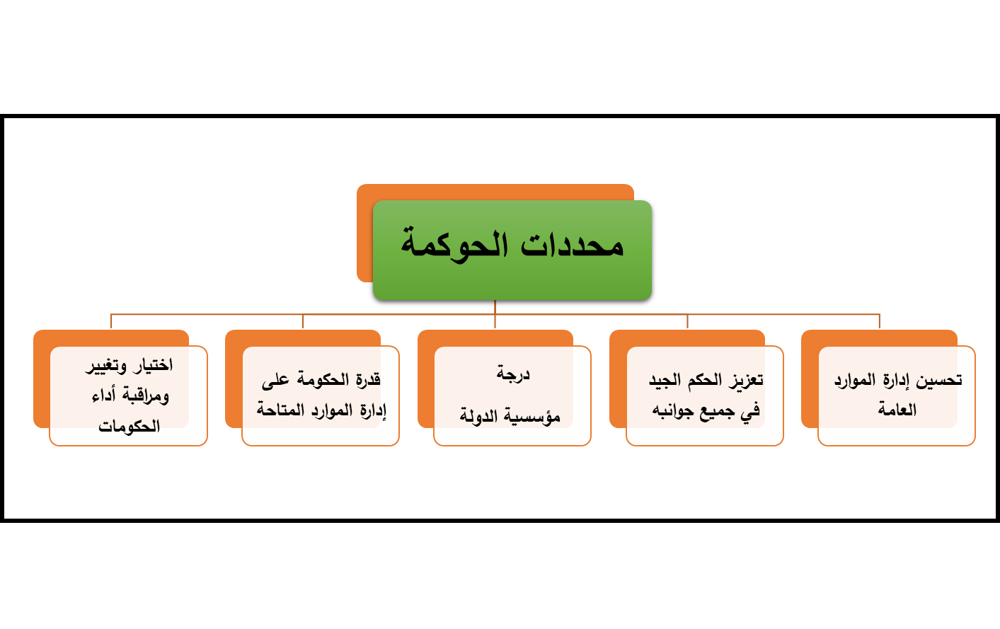 محددات الحوكمة
تحسين إدارة الموارد
العامة
تعزيز الحكم الجيد
في جميع جوانبه
درجة
مؤسسية الدولة
قدرة الحكومة على
إدارة الموارد المتاحة
اختيار وتغيير
ومراقبة أداء
الحكومات